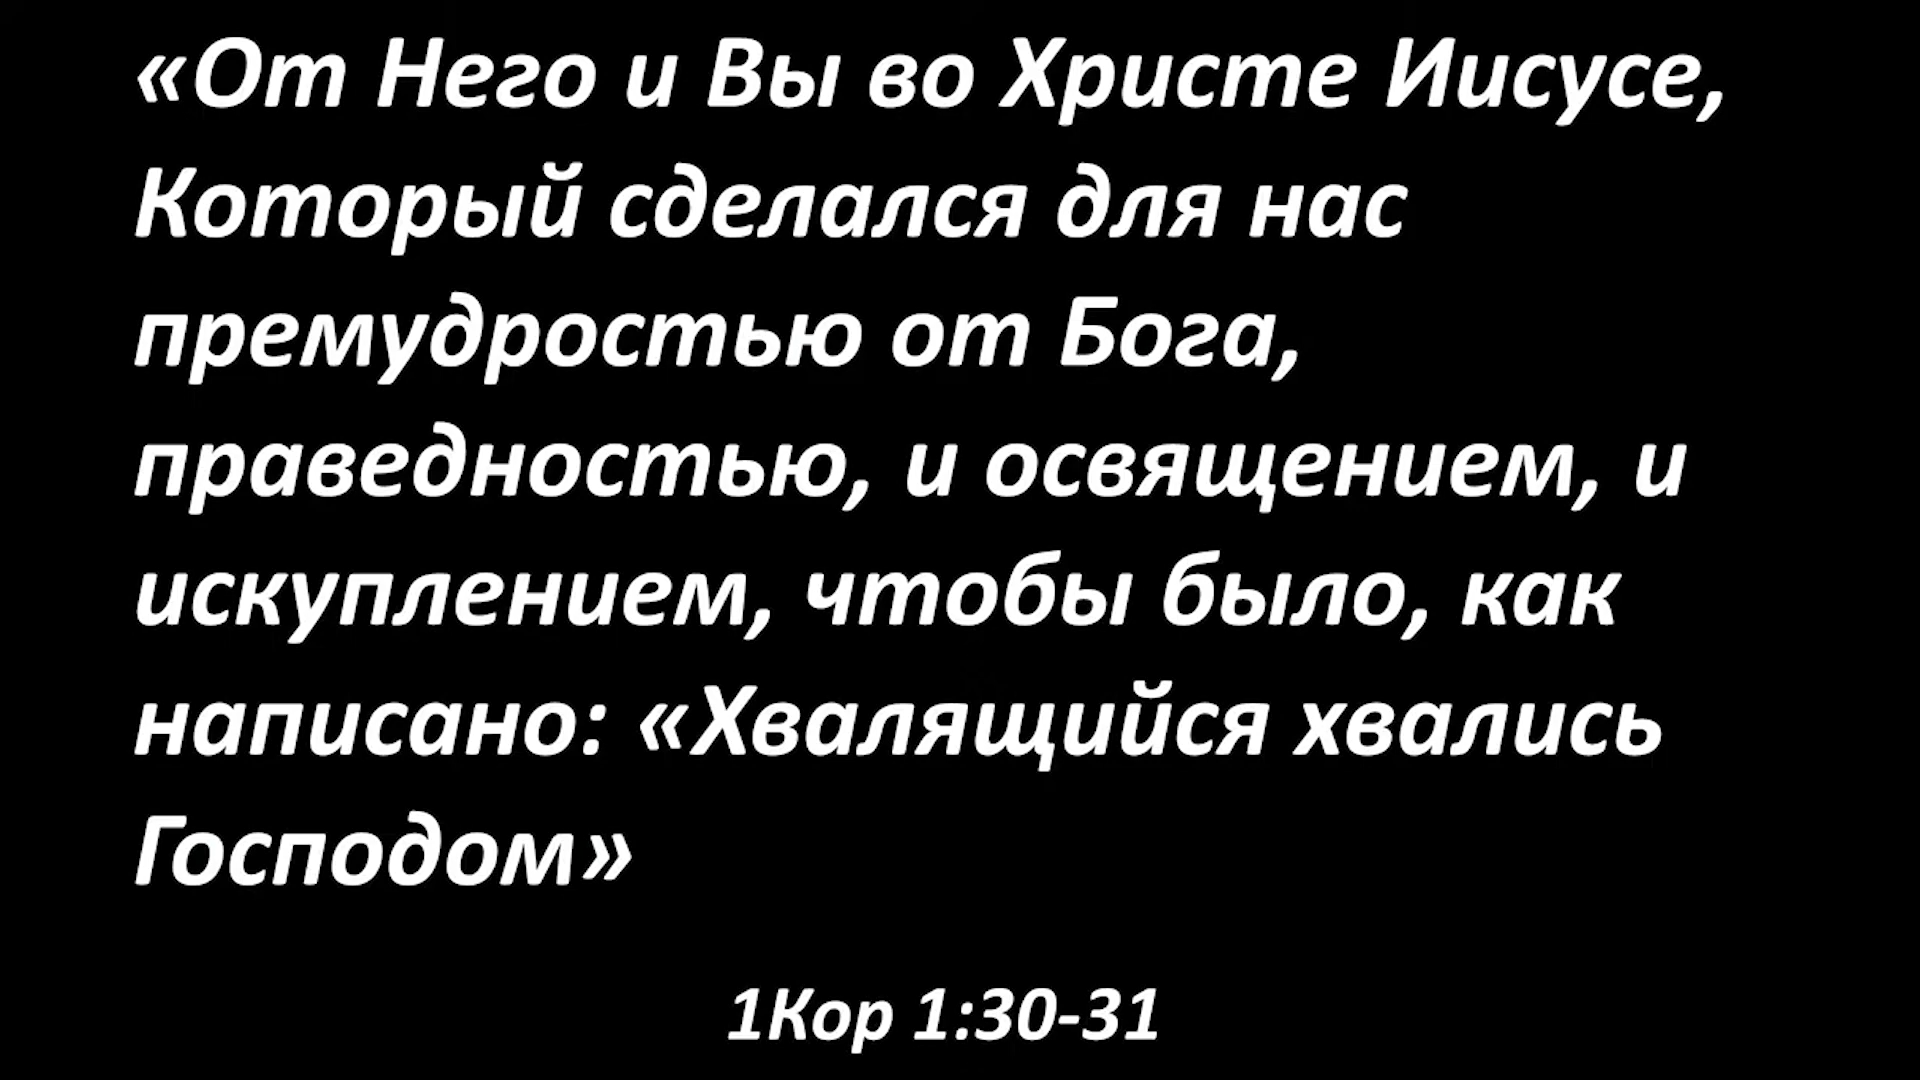 «От Него и Вы во Христе Иисусе,
Который сделался для нас
премудростью от Бога,
праведностью, и освящением, и
искуплением, чтобы было, как
написано: «Хвалящийся хвались
Господом»
1Кор 1:30-31